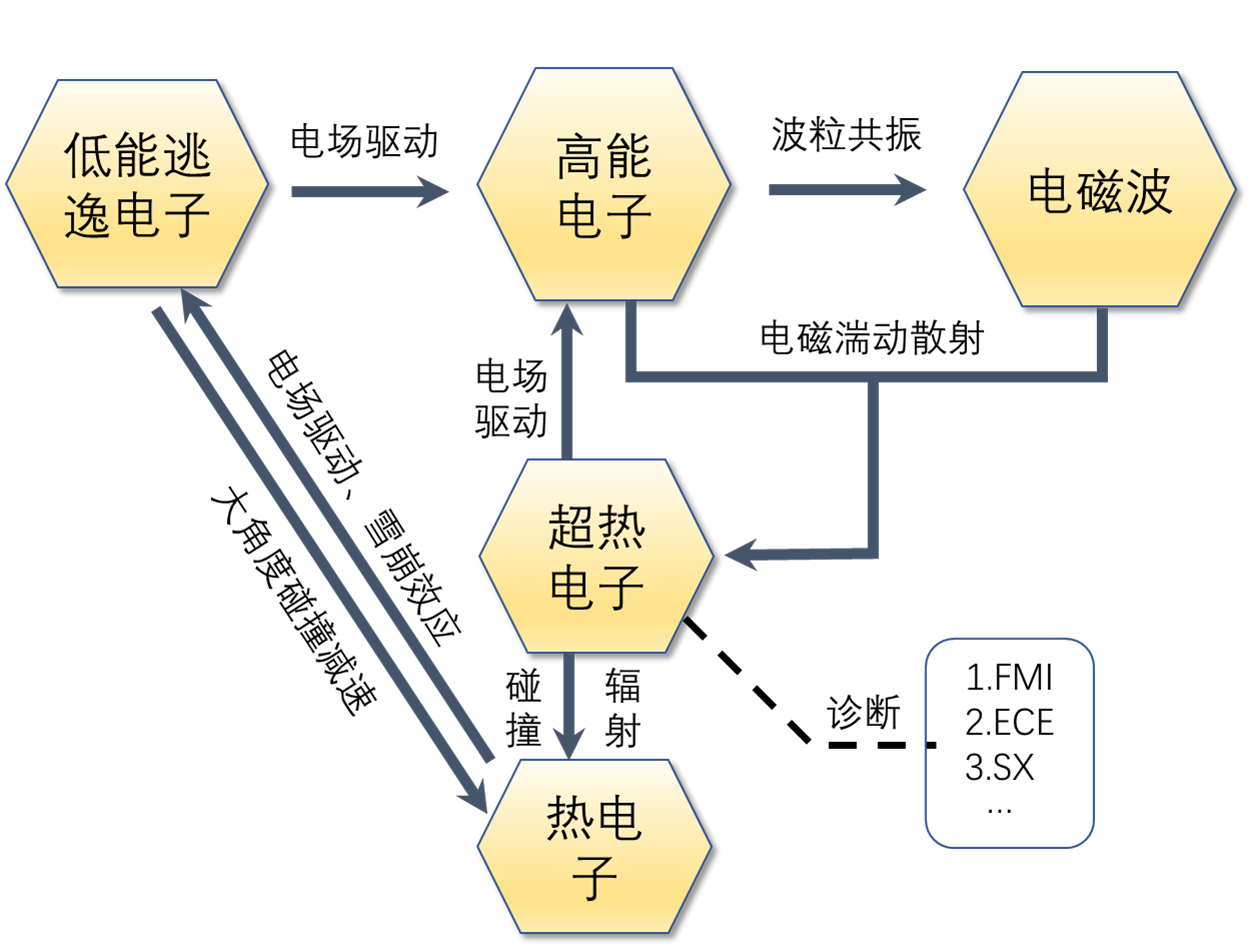 低能逃
逸电子
电场驱动
高能
电子
波粒共振
电磁波
电磁湍动散射
电场
驱动
电场驱动、雪崩效应
大角度碰撞减速
超热
电子
碰
撞
辐
射
诊断
1.FMI
2.ECE
3.SX
...
热电
子